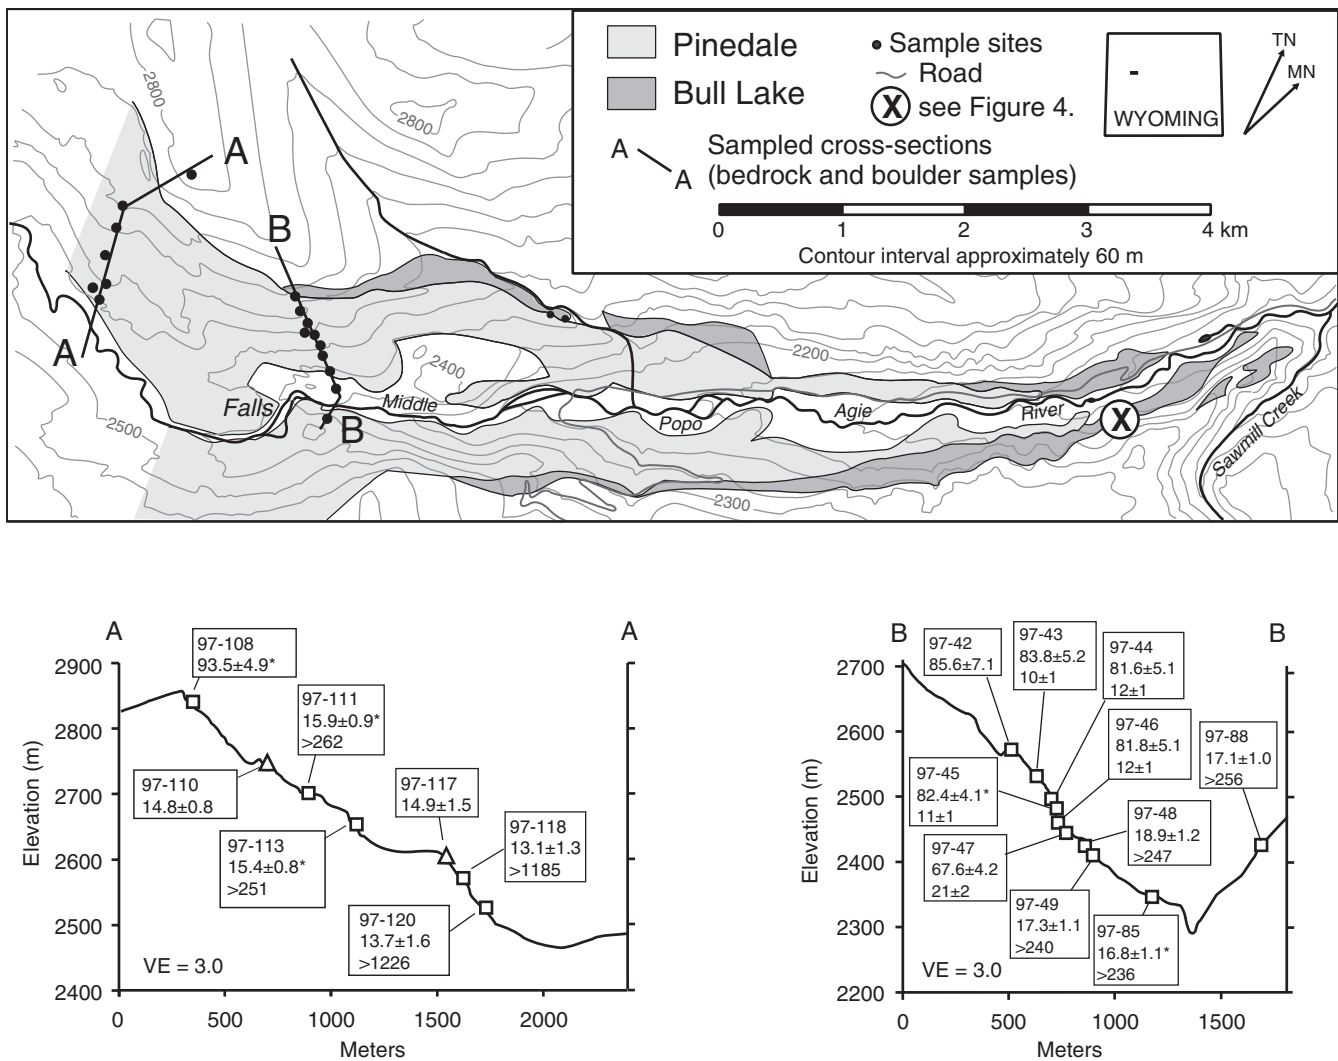 Pinedale
Bull Lake
Sample sites
Road
X see Figure 4.
WYOMING
TN
MN
A
A
Sampled cross-sections
(bedrock and boulder samples)
0 1 2 3 4 km
Contour interval approximately 60 m
2800
2800
A
B
A
2400
2200
Falls
Middle
Popo
Agie
River
X
B
2500
2300
Sawmill Creek
A
A
2900
2800
2700
2600
2500
2400
Elevation (m)
97-108
93.5±4.9*
97-111
15.9±0.9*
>262
97-110
14.8±0.8
97-117
14.9±1.5
97-113
15.4±0.8*
>251
97-118
13.1±1.3
>1185
97-120
13.7±1.6
>1226
VE = 3.0
0 500 1000 1500 2000
Meters
B
B
2700
2600
2500
2400
2300
2200
Elevation (m)
97-42
85.6±7.1
97-43
83.8±5.2
10±1
97-44
81.6±5.1
12±1
97-46
81.8±5.1
12±1
97-88
17.1±1.0
>256
97-45
82.4±4.1*
11±1
97-48
18.9±1.2
>247
97-47
67.6±4.2
21±2
97-49
17.3±1.1
>240
97-85
16.8±1.1*
>236
VE = 3.0
0 500 1000 1500
Meters